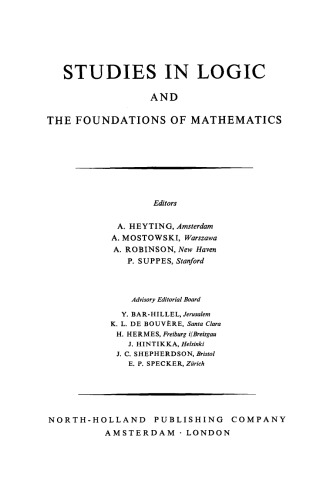 STUDIES IN LOGIC
AND
THE FOUNDATIONS OF MATHEMATICS
Editors
A. HEYTING, Amsterdam
A. MOSTOWSKI, Warszawa
A. ROBINSON, New Haven
P. SUPPES, Stanford
Advisory Editorial Board
Y. BAR-HILLEL, Jerusalem
K. L. DE BOUVÈRE, Santa Clara
H. HERMES, Freiburg i/Breisgau
J. HINTIKKA, Helsinki
J. C. SHEPHERDSON, Bristol
E. P. SPECKER, Zürich
NORTH-HOLLAND PUBLISHING COMPANY
AMSTERDAM · LONDON